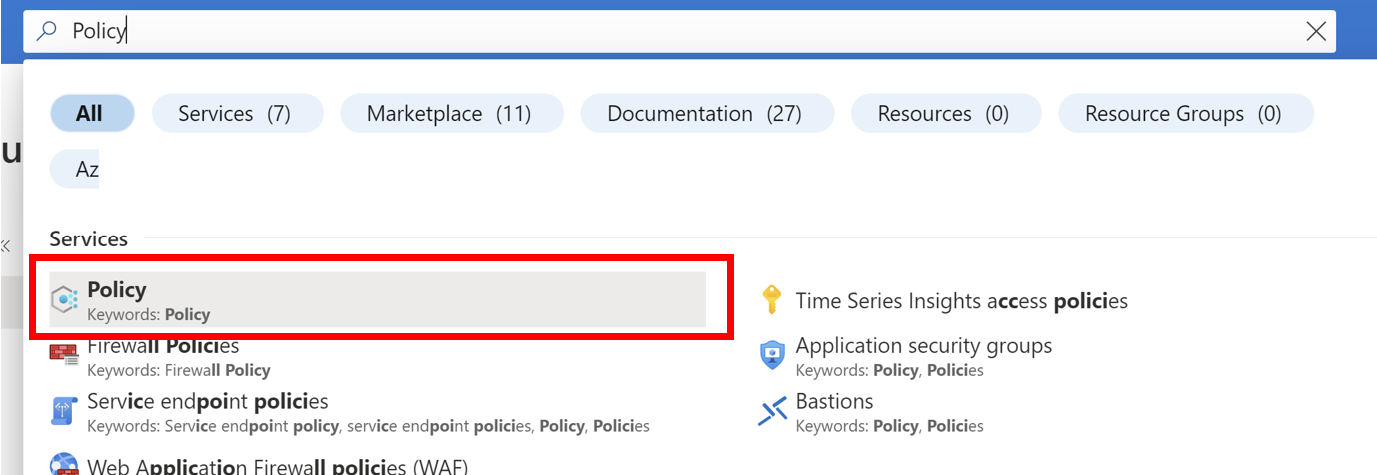 Policy
All Services (7) Marketplace (11) Documentation (27) Resources (0) Resource Groups (0)
u
Az
Services
«
Policy
Keywords: Policy
Time Series Insights access policies
Firewall Policies
Keywords: Firewall Policy
Application security groups
Keywords: Policy, Policies
Service endpoint policies
Keywords: Service endpoint policy, service endpoint policies, Policy, Policies
Bastions
Keywords: Policy, Policies
Web Application Firewall policies (WAF)